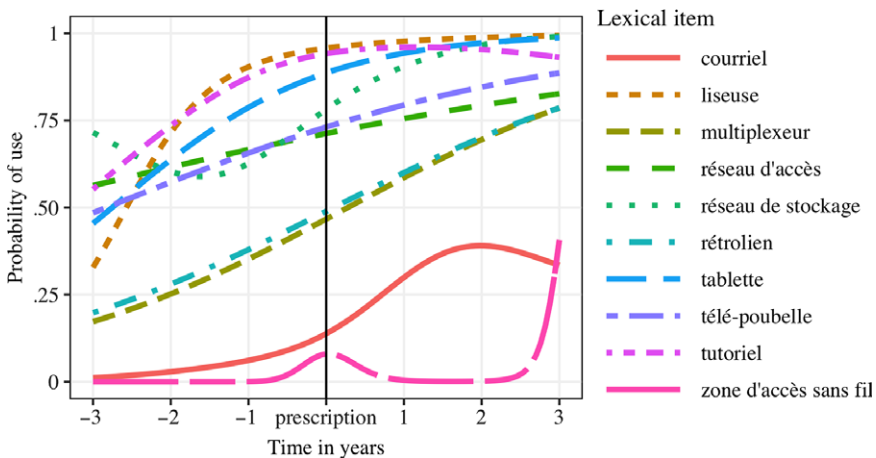 Lexical item
courriel
liseuse
multiplexeur
réseau d'accès
réseau de stockage
rétrolien
tablette
télé-poubelle
tutoriel
zone d'accès sans fil
Probability of use
1
.75
.50
.25
0
−3 −2 −1 prescription 1 2 3
Time in years